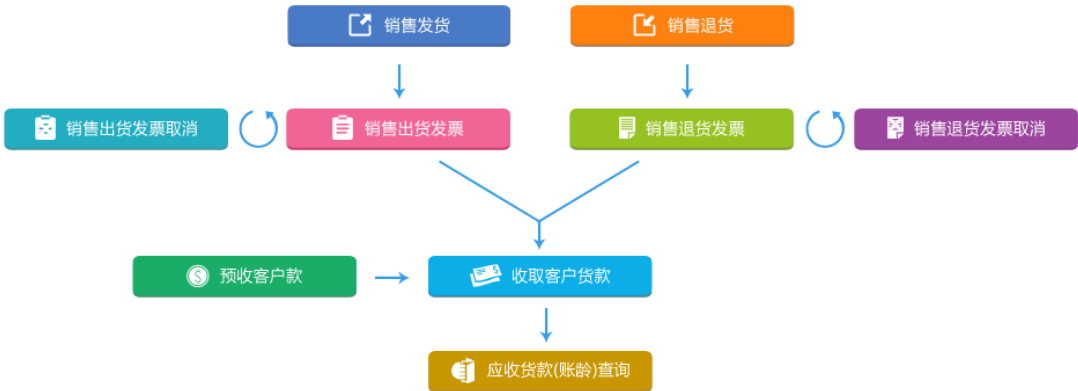 销售发货
销售退货
销售出货发票取消
销售出货发票
销售退货发票
销售退货发票取消
预收客户款
收取客户货款
应收货款(账龄)查询